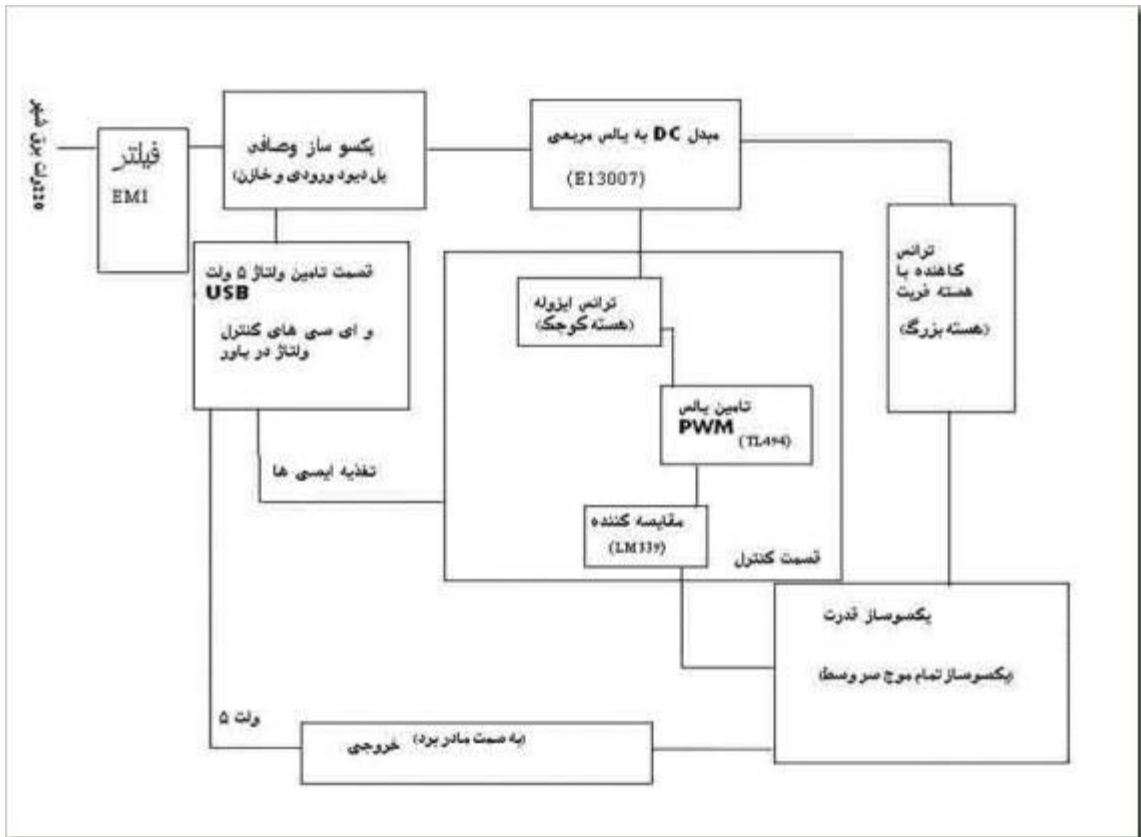 220ولت برق شهر
فیلتر
EMI
یکسو ساز وصافی
پل دیود ورودی و خازن)
مبدل DC به پالس مربعی
(E13007)
ترانس
کاهنده با
هسته فریت
(هسته بزرگ)
قسمت تامین ولتاژ ۵ ولت
USB
و ای سی های کنترل
ولتاژ در پاور
ترانس ایزوله
(هسته کوچک)
تامین پالس
PWM (TL494)
تغذیه ایسی ها
مقایسه کننده
(LM339)
قسمت کنترل
یکسوساز قدرت
(یکسوساز تمام موج سر وسط)
ولت ۵
خروجی (به صمت مادر برد)